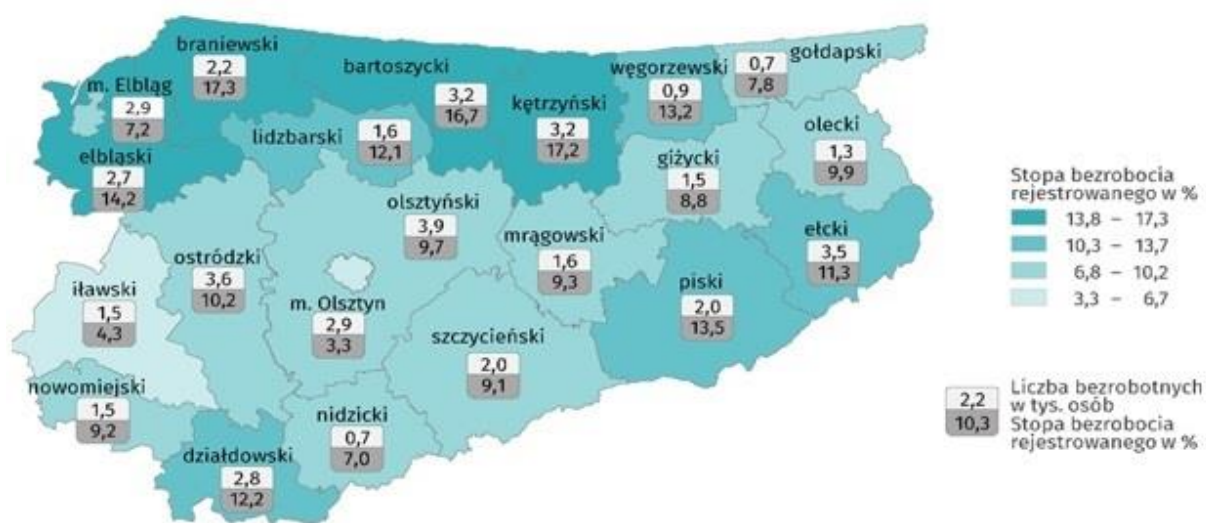 braniewski
2,2
17,3
bartoszycki
3,2
16,7
węgorzewski
0,9
13,2
gołdapski
0,7
7,8
m. Elbląg
2,9
7,2
lidzbarski
1,6
12,1
kętrzyński
3,2
17,2
olecki
1,3
9,9
elbląski
2,7
14,2
giżycki
1,5
8,8
olsztyński
3,9
9,7
mrągowski
1,6
9,3
ełcki
3,5
11,3
ostródzki
3,6
10,2
iławski
1,5
4,3
m. Olsztyn
2,9
3,3
piski
2,0
13,5
szczycieński
2,0
9,1
nowomiejski
1,5
9,2
nidzicki
0,7
7,0
działdowski
2,8
12,2
Stopa bezrobocia
rejestrowanego w %
13,8 – 17,3
10,3 – 13,7
6,8 – 10,2
3,3 – 6,7
2,2
10,3
Liczba bezrobotnych
w tys. osób
Stopa bezrobocia
rejestrowanego w %